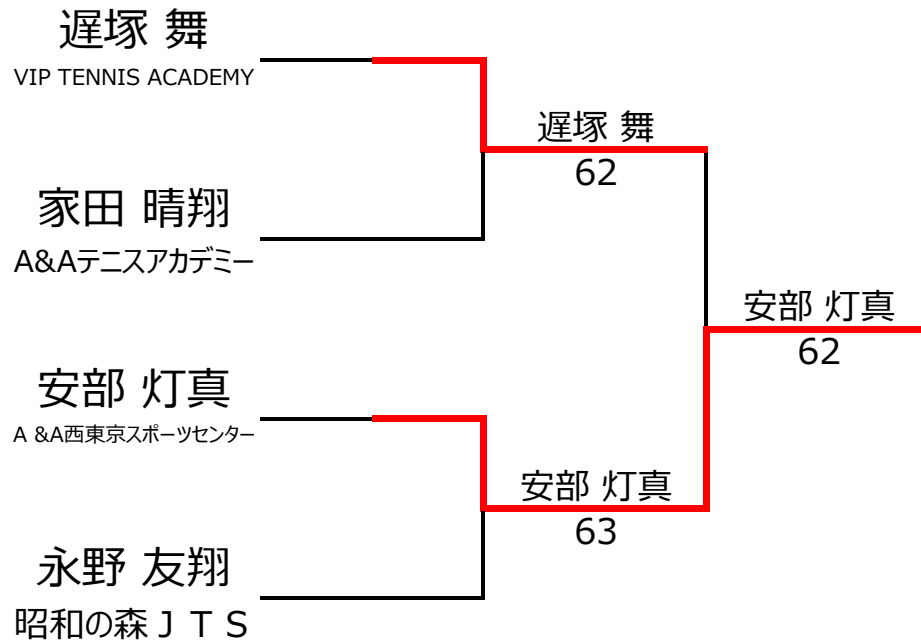 遅塚 舞
VIP TENNIS ACADEMY
遅塚 舞
62
家田 晴翔
A&Aテニスアカデミー
安部 灯真
62
安部 灯真
A &A西東京スポーツセンター
安部 灯真
63
永野 友翔
昭和の森ＪＴＳ